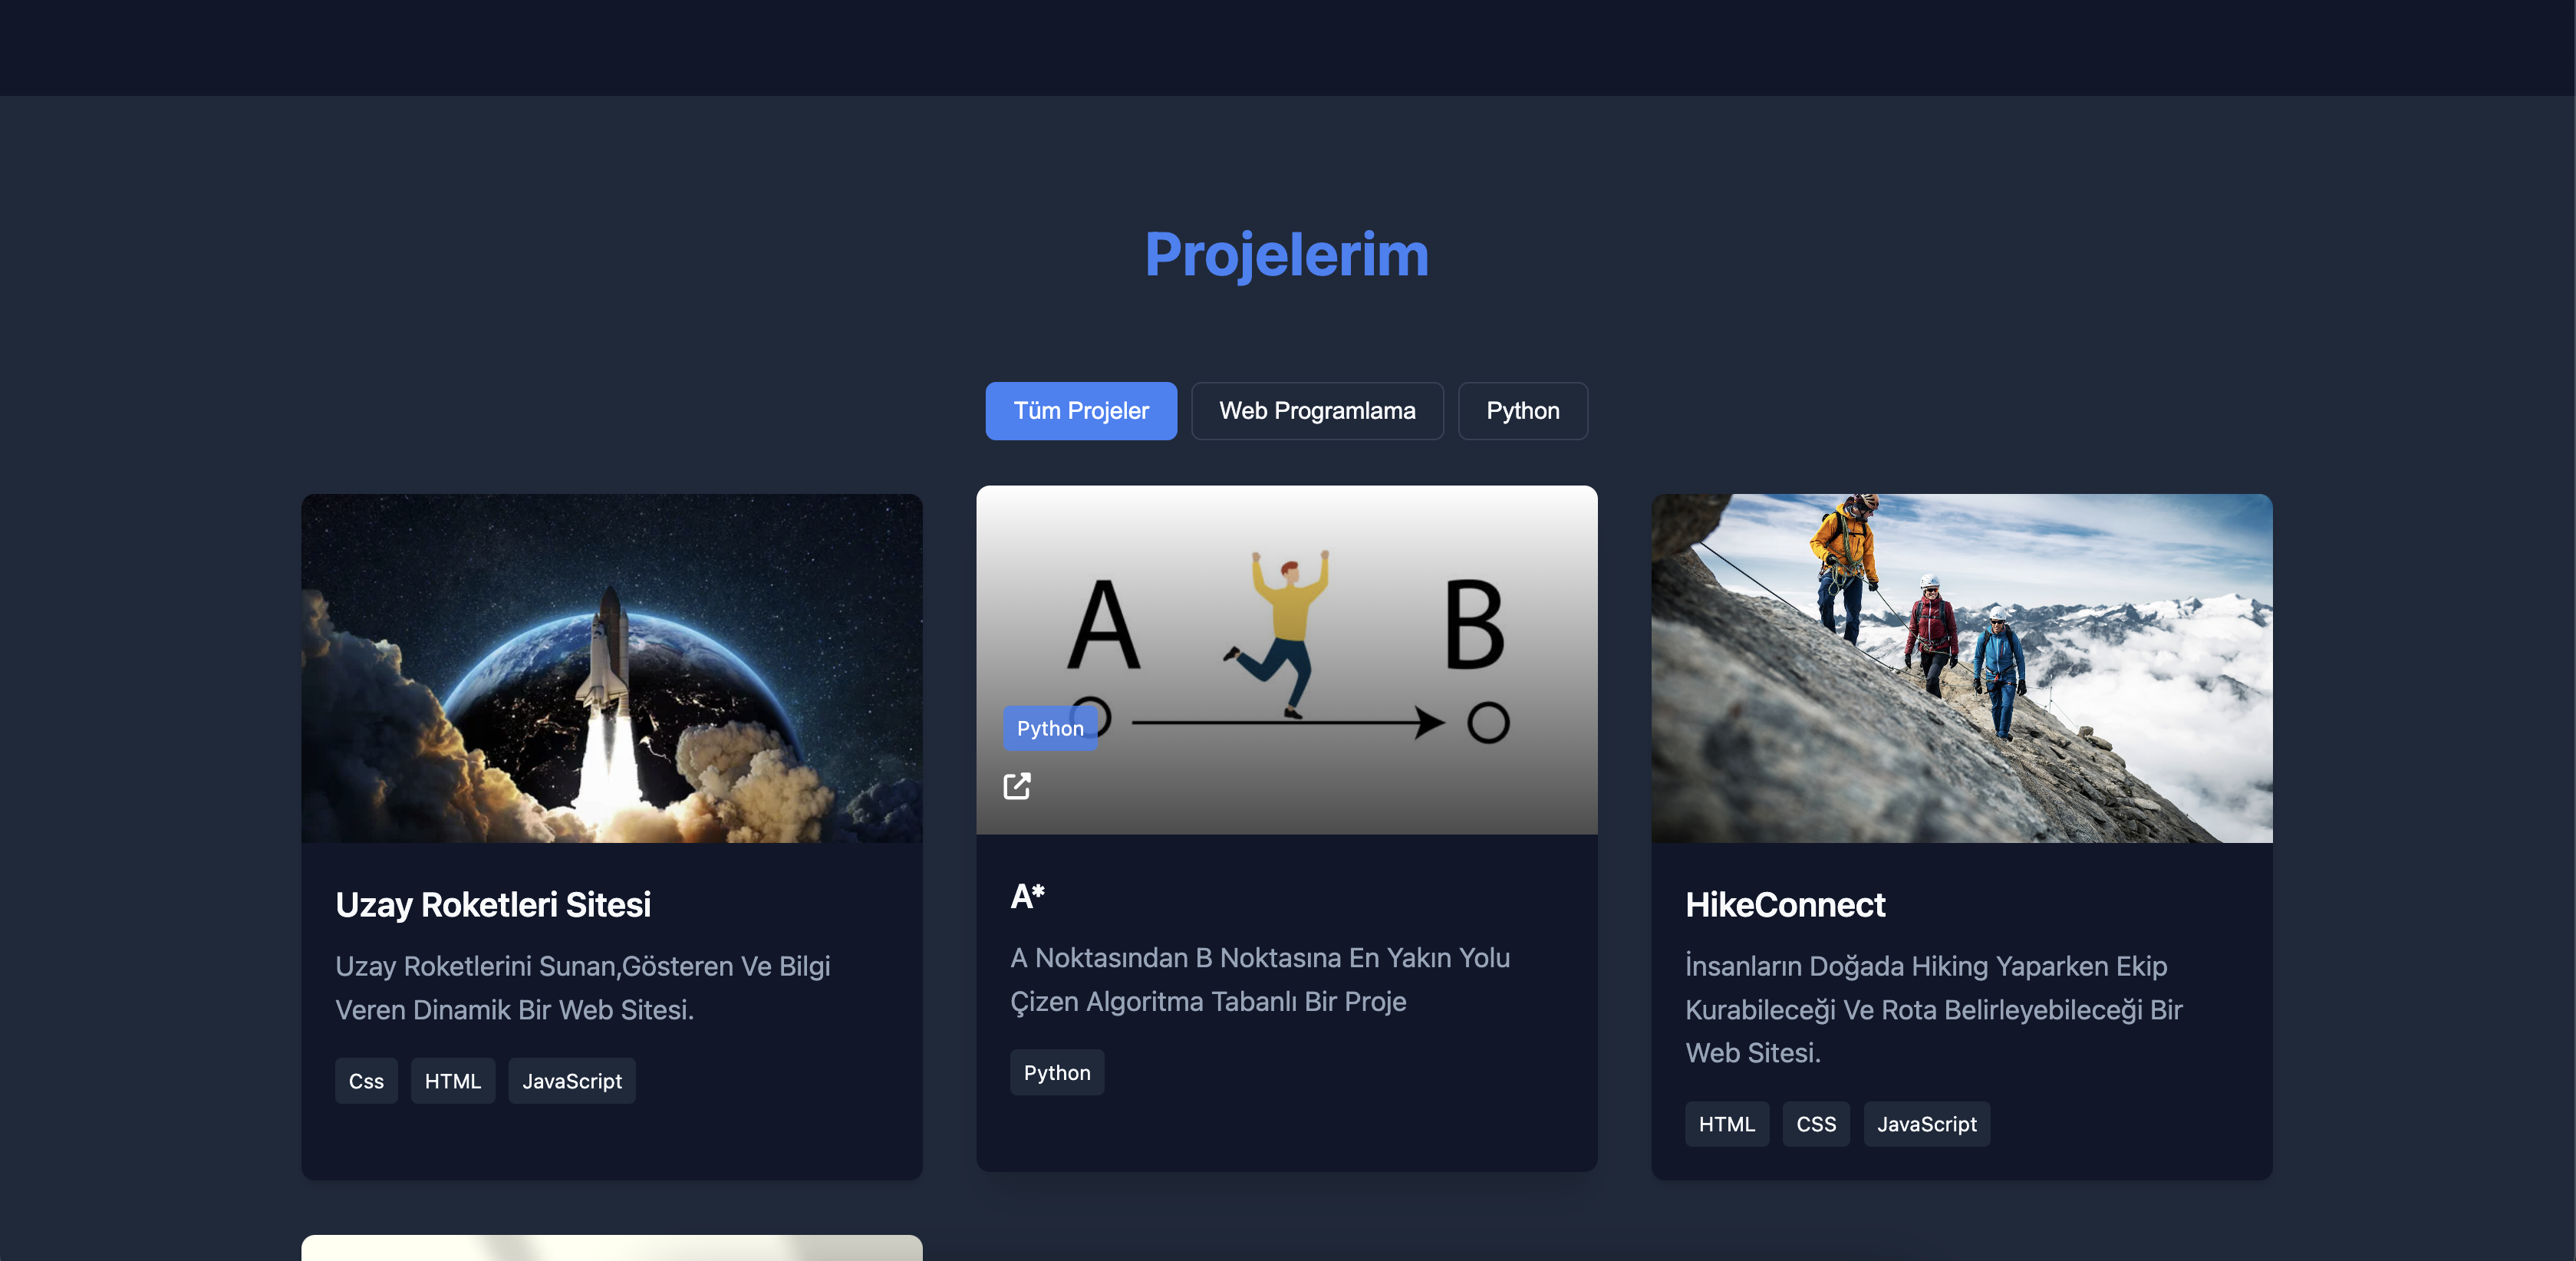 Projelerim
Tüm Projeler
Web Programlama
Python
Uzay Roketleri Sitesi
Uzay Roketlerini Sunan,Gösteren Ve Bilgi
Veren Dinamik Bir Web Sitesi.
Css
HTML
JavaScript
A
B
Python
A*
A Noktasından B Noktasına En Yakın Yolu
Çizen Algoritma Tabanlı Bir Proje
Python
HikeConnect
İnsanların Doğada Hiking Yaparken Ekip
Kurabileceği Ve Rota Belirleyebileceği Bir
Web Sitesi.
HTML
CSS
JavaScript